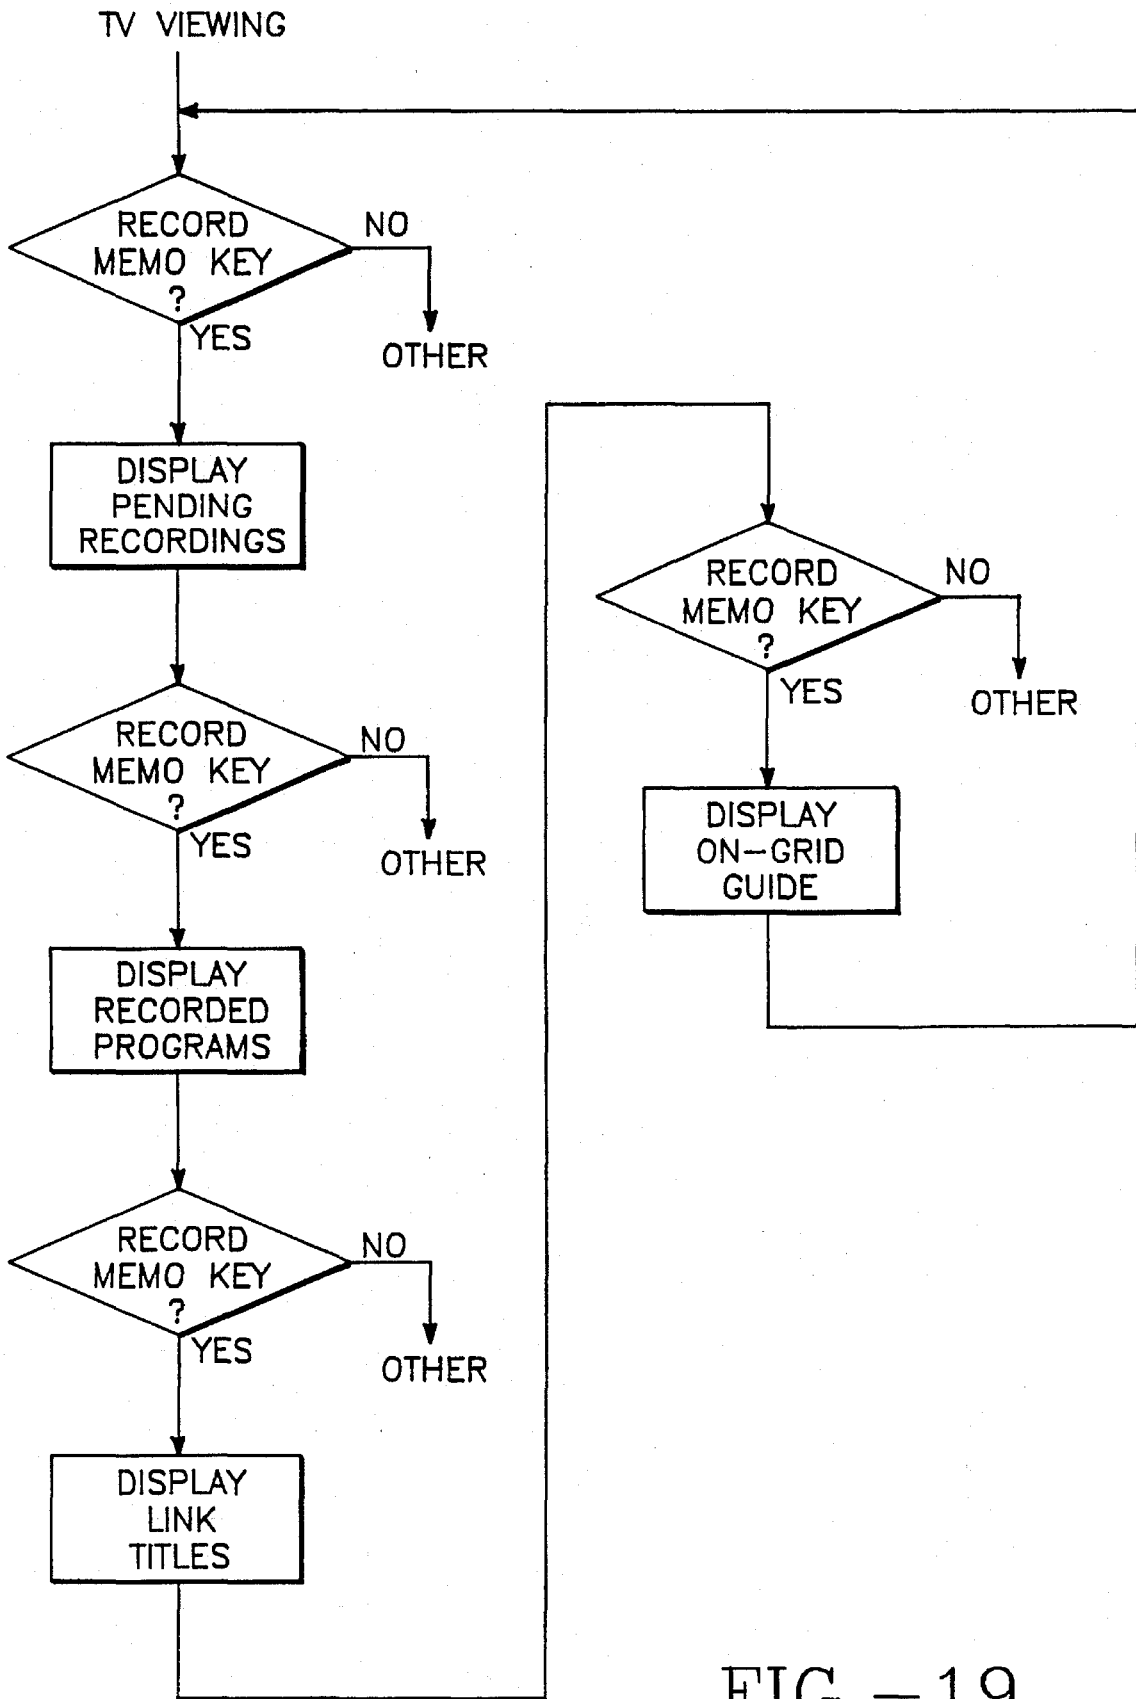 TV VIEWING
RECORD
MEMO KEY
?
NO
YES
OTHER
DISPLAY
PENDING
RECORDINGS
RECORD
MEMO KEY
?
NO
YES
OTHER
DISPLAY
RECORDED
PROGRAMS
RECORD
MEMO KEY
?
NO
YES
OTHER
DISPLAY
LINK
TITLES
RECORD
MEMO KEY
?
NO
YES
OTHER
DISPLAY
ON-GRID
GUIDE
FIG.-19